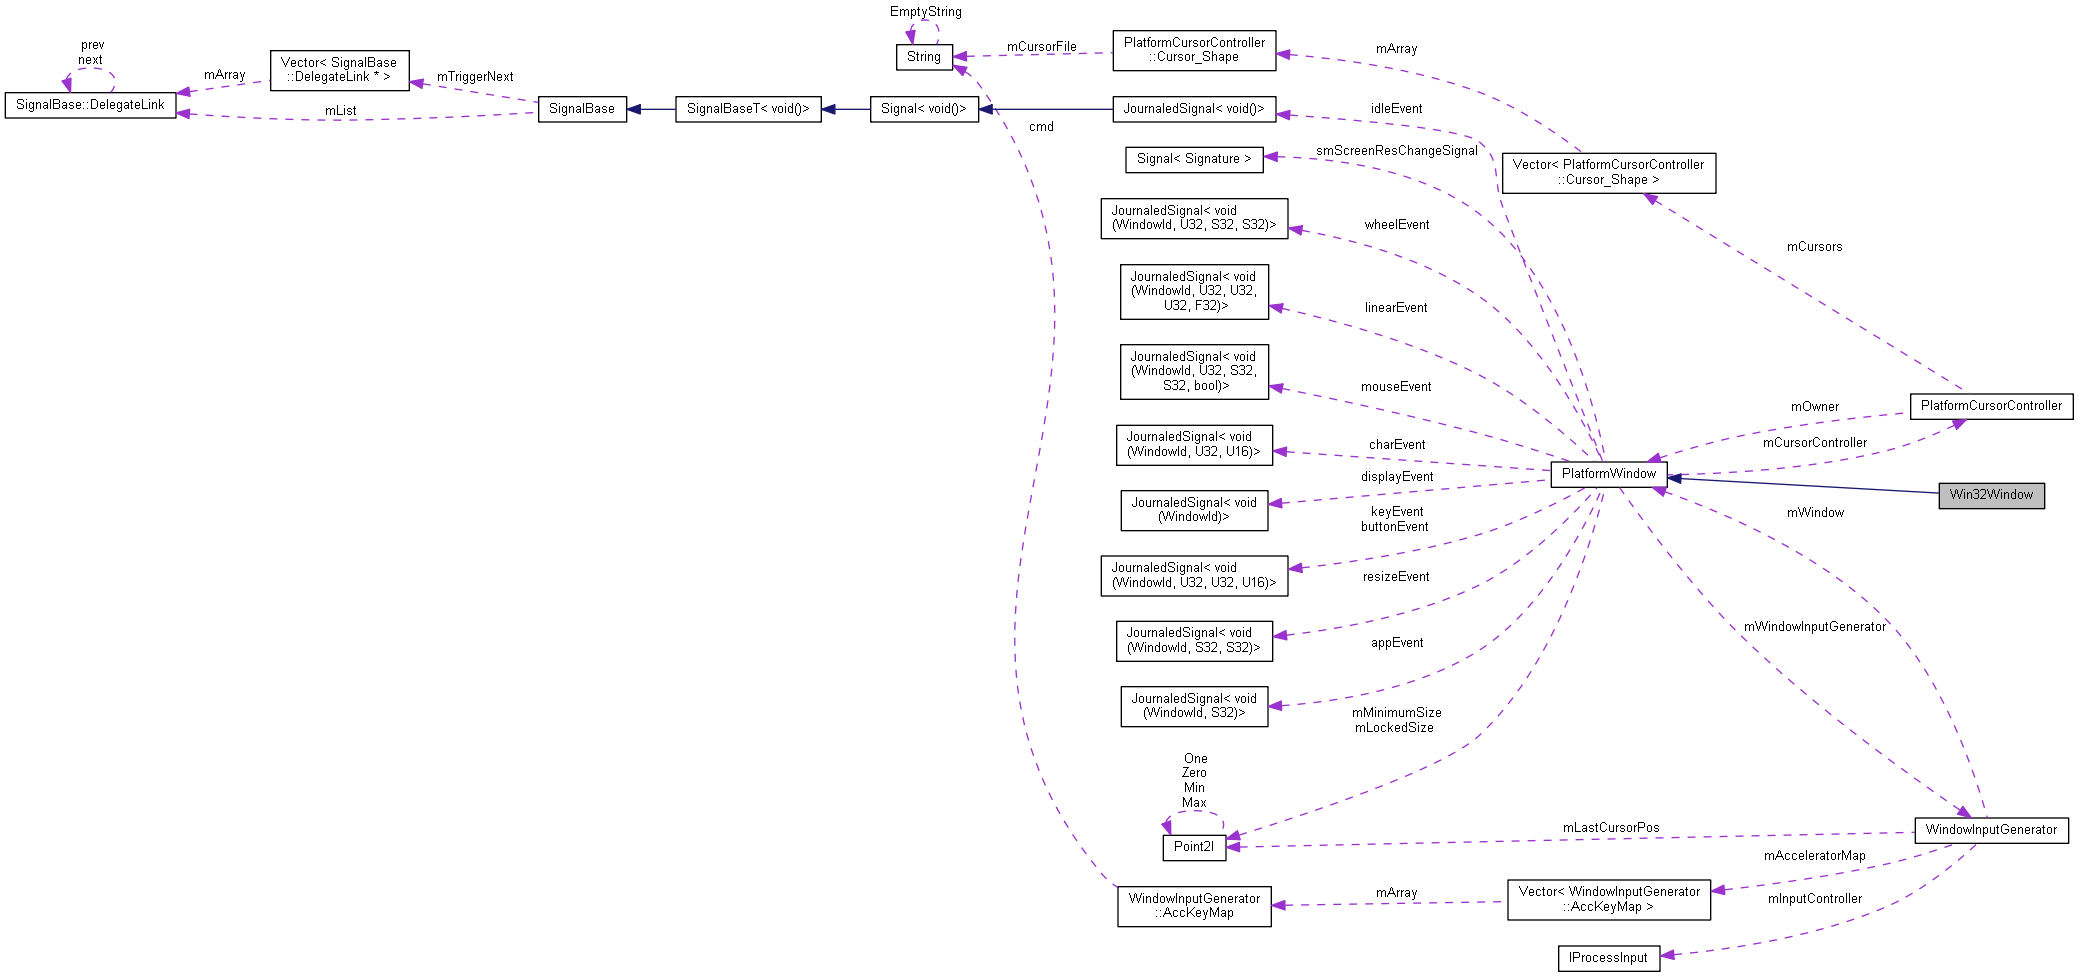 EmptyString
String
mCursorFile
PlatformCursorController
::Cursor_Shape
mArray
prev
next
SignalBase::DelegateLink
mArray
Vector< SignalBase
::DelegateLink * >
mTriggerNext
mList
SignalBase
SignalBaseT< void()>
Signal< void()>
JournaledSignal< void()>
idleEvent
cmd
Signal< Signature >
smScreenResChangeSignal
Vector< PlatformCursorController
::Cursor_Shape >
JournaledSignal< void
(WindowId, U32, S32, S32)>
wheelEvent
mCursors
JournaledSignal< void
(WindowId, U32, U32,
U32, F32)>
linearEvent
JournaledSignal< void
(WindowId, U32, S32,
S32, bool)>
mouseEvent
mOwner
PlatformCursorController
mCursorController
JournaledSignal< void
(WindowId, U32, U16)>
charEvent
PlatformWindow
displayEvent
JournaledSignal< void
(WindowId)>
Win32Window
keyEvent
buttonEvent
mWindow
JournaledSignal< void
(WindowId, U32, U32, U16)>
resizeEvent
JournaledSignal< void
(WindowId, S32, S32)>
mWindowInputGenerator
appEvent
JournaledSignal< void
(WindowId, S32)>
mMinimumSize
mLockedSize
One
Zero
Min
Max
Point2I
mLastCursorPos
WindowInputGenerator
mAcceleratorMap
WindowInputGenerator
::AccKeyMap
mArray
Vector< WindowInputGenerator
::AccKeyMap >
mInputController
IProcessInput